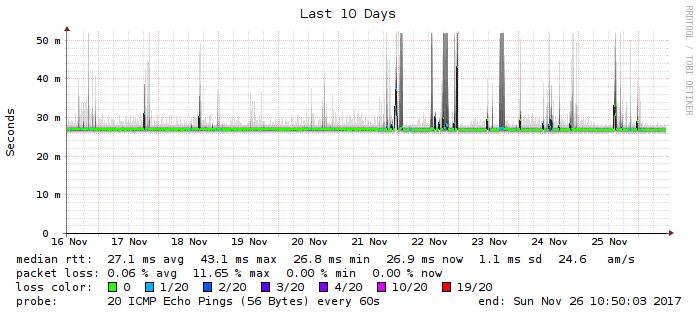 Last 10 Days
RRDTOOL / TOBI OETIKER
Seconds
50 m
40 m
30 m
20 m
10 m
0
16 Nov 17 Nov 18 Nov 19 Nov 20 Nov 21 Nov 22 Nov 23 Nov 24 Nov 25 Nov
median rtt: 27.1 ms avg 43.1 ms max 26.8 ms min 26.9 ms now 1.1 ms sd 24.6 am/s
packet loss: 0.06 % avg 11.65 % max 0.00 % min 0.00 % now
loss color: 0 1/20 2/20 3/20 4/20 10/20 19/20
probe: 20 ICMP Echo Pings (56 Bytes) every 60s end: Sun Nov 26 10:50:03 2017